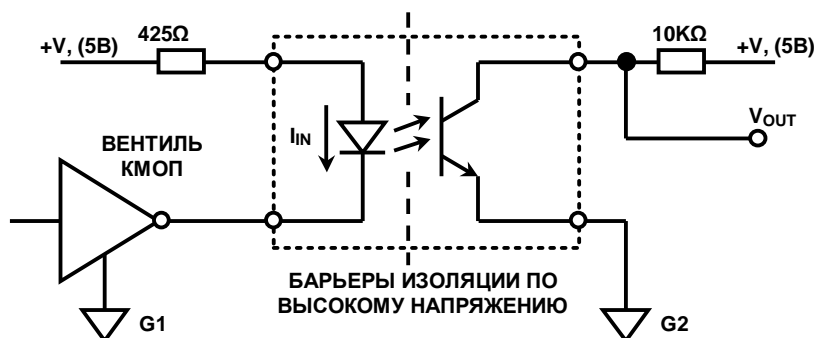 +V, (5В)
425Ω
10KΩ
+V, (5В)
VOUT
IIN
ВЕНТИЛЬ
КМОП
G1
БАРЬЕРЫ ИЗОЛЯЦИИ ПО
ВЫСОКОМУ НАПРЯЖЕНИЮ
G2